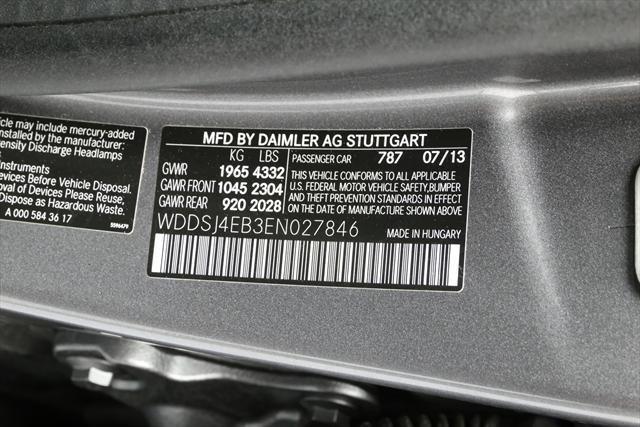 hicle may include mercury-added
installed by the manufacturer:
ensity Discharge Headlamps
Instruments
evices Before Vehicle Disposal.
oval of Devices Please Reuse,
Dispose as Hazardous Waste.
A 000 584 36 17
5596479
MFD BY DAIMLER AG STUTTGART
KG LBS
GVWR 1965 4332
GAWR FRONT 1045 2304
GAWR REAR 920 2028
PASSENGER CAR 787 07/13
THIS VEHICLE CONFORMS TO ALL APPLICABLE
U.S. FEDERAL MOTOR VEHICLE SAFETY, BUMPER
AND THEFT PREVENTION STANDARDS IN EFFECT
ON THE DATE OF MANUFACTURE SHOWN ABOVE.
WDDSJ4EB3EN027846
MADE IN HUNGARY